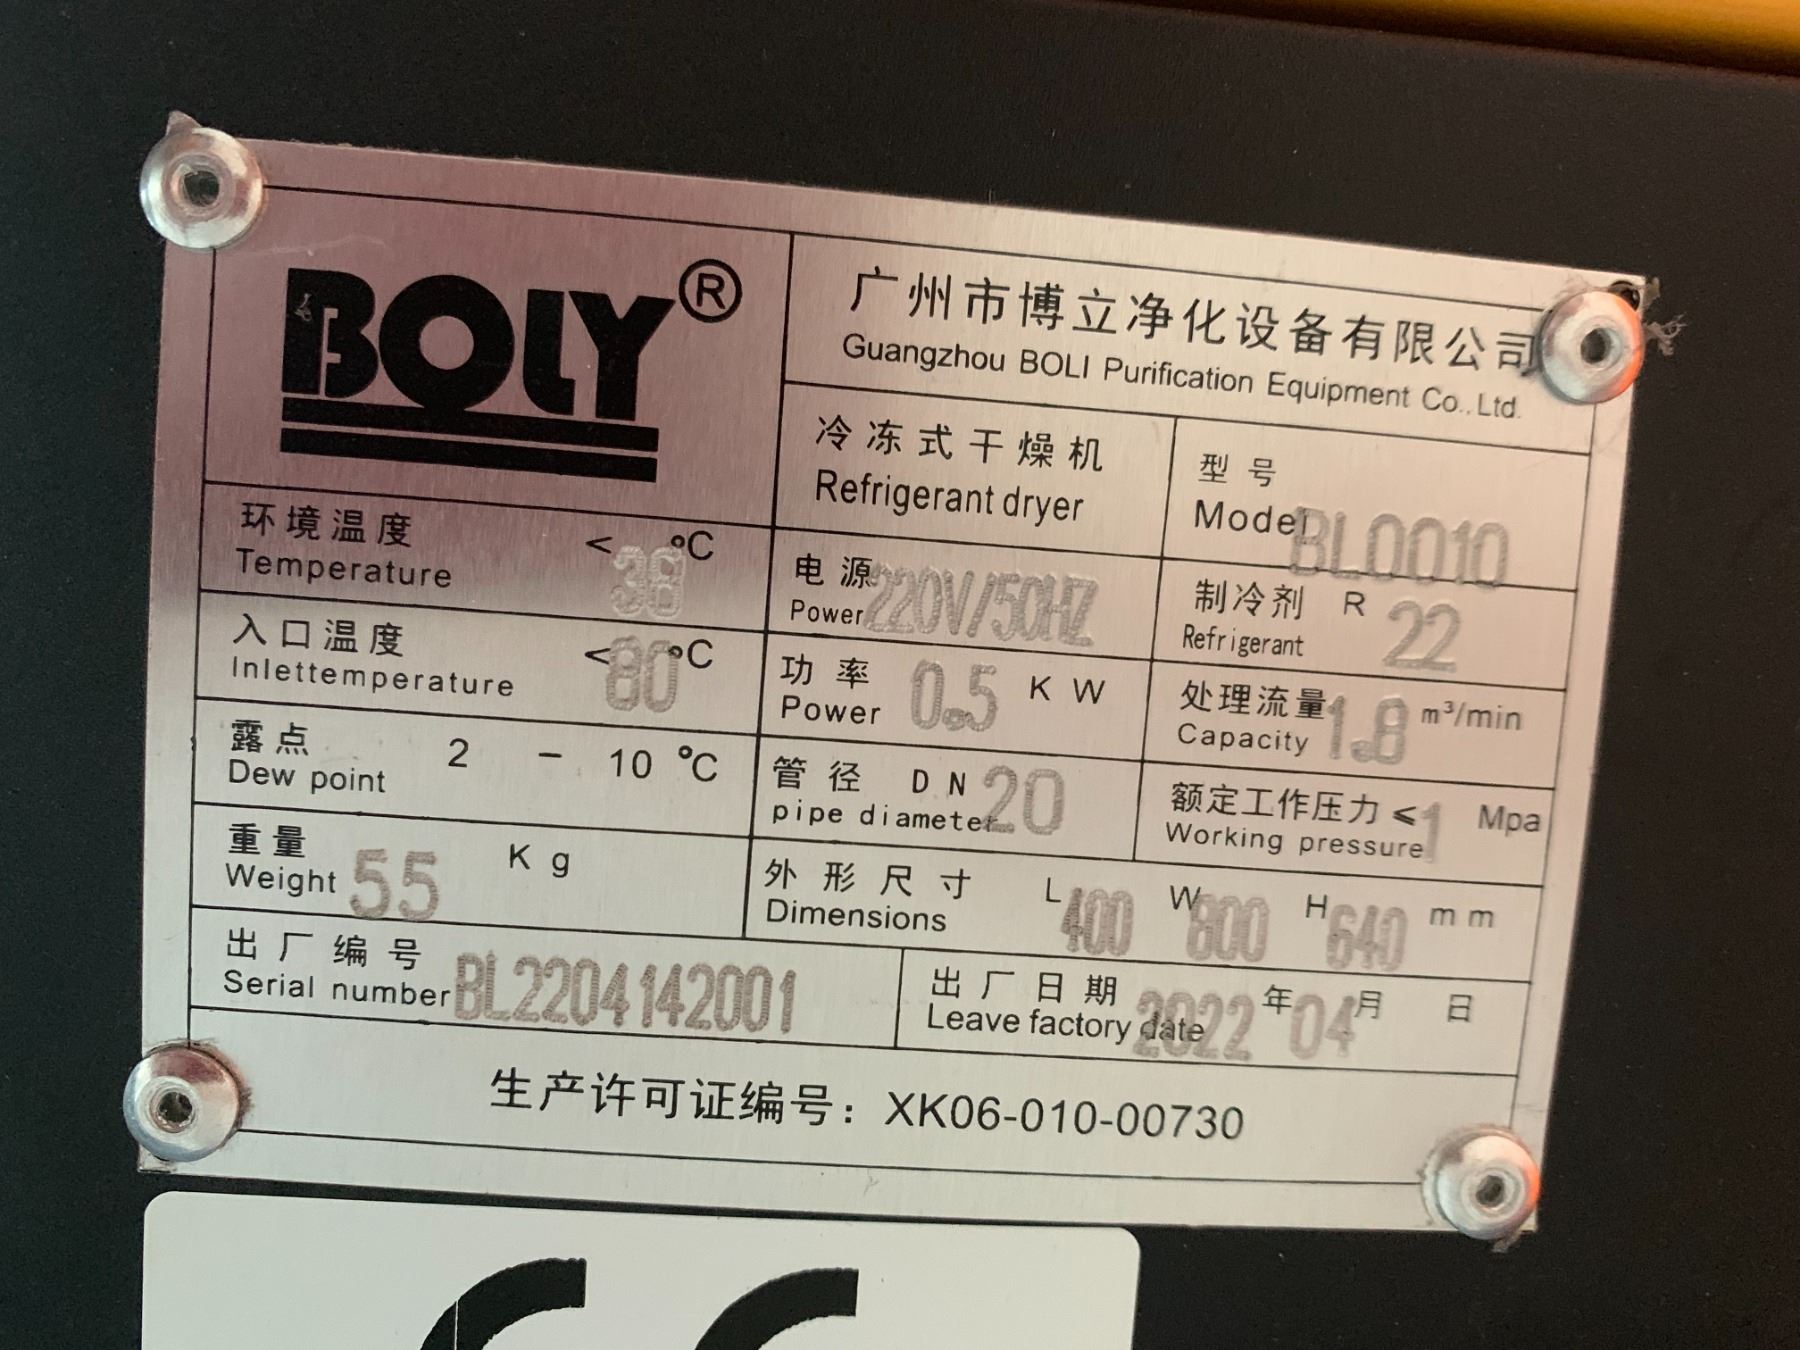 BOLY®
广州市博立净化设备有限公司
Guangzhou BOLI Purification Equipment Co.,Ltd.
冷冻式干燥机
Refrigerant dryer
型号
Model BL0010
环境温度 < 38 °C
Temperature
电源 220V/50HZ
Power
制冷剂 R 22
Refrigerant
入口温度 < 80 °C
Inlettemperature
功率 0.5 KW
Power
处理流量 1.8 m³/min
Capacity
露点 2 - 10 °C
Dew point
管径 DN 20
pipe diameter
额定工作压力 ≤ 1 Mpa
Working pressure
重量 55 Kg
Weight
外形尺寸 L 400 W 800 H 640 mm
Dimensions
出厂编号
Serial number BL2204142001
出厂日期 2022 年 04 月 日
Leave factory date
生产许可证编号：XK06-010-00730
CE